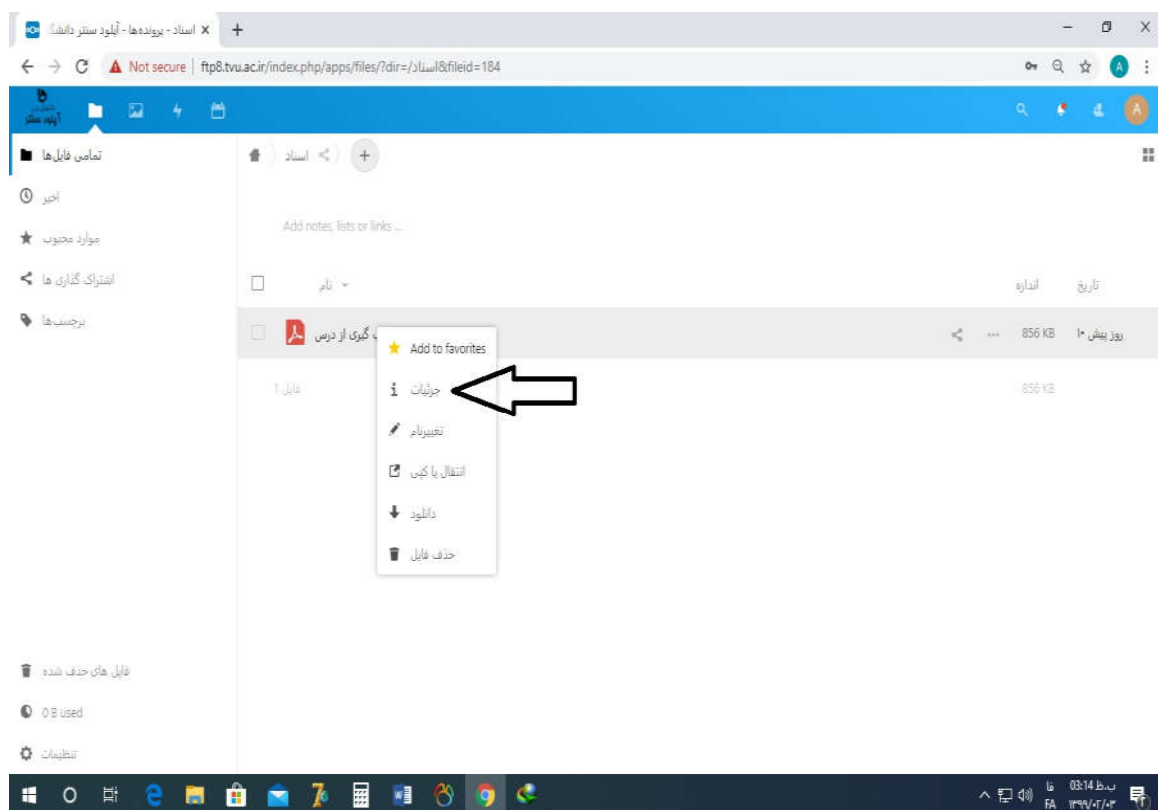 اسناد - پرونده‌ها - آپلود سنتر دانشگ
Not secure | ftp8.tvu.ac.ir/index.php/apps/files/?dir=/اسناد&fileid=184
A
آپلود سنتر
A
تمامی فایل‌ها
اسناد
اخیر
موارد محبوب
Add notes, lists or links ...
اشتراک گذاری ها
نام
اندازه
تاریخ
برچسب‌ها
گیری از درس
856 KB
۱۰ روز پیش
Add to favorites
جزئیات
1 فایل
856 KB
تغییرنام
انتقال یا کپی
دانلود
حذف فایل
فایل های حذف شده
0 B used
تنظیمات
03:14 ب.ظ
فا
FA
۱۳۹۹/۰۲/۰۳